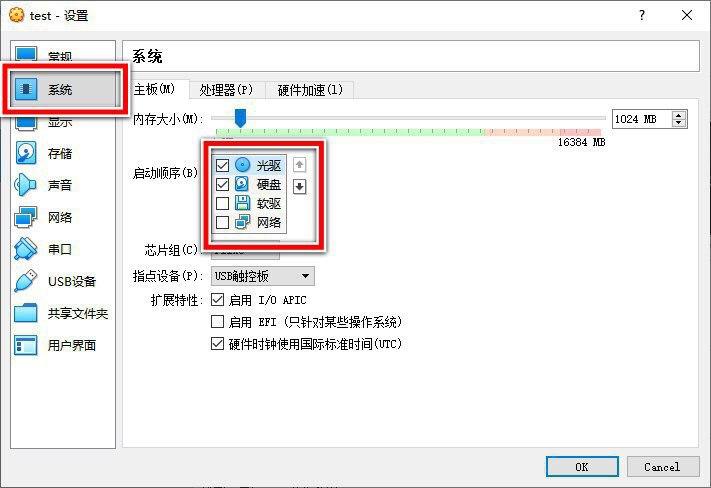 test - 设置
常规
系统
显示
存储
声音
网络
串口
USB设备
共享文件夹
用户界面
系统
主板(M) 处理器(P) 硬件加速(l)
内存大小(M): 1024 MB
16384 MB
启动顺序(B)
光驱
硬盘
软驱
网络
芯片组(C)
指点设备(P): USB触控板
扩展特性: 启用 I/O APIC
启用 EFI (只针对某些操作系统)
硬件时钟使用国际标准时间(UTC)
OK Cancel